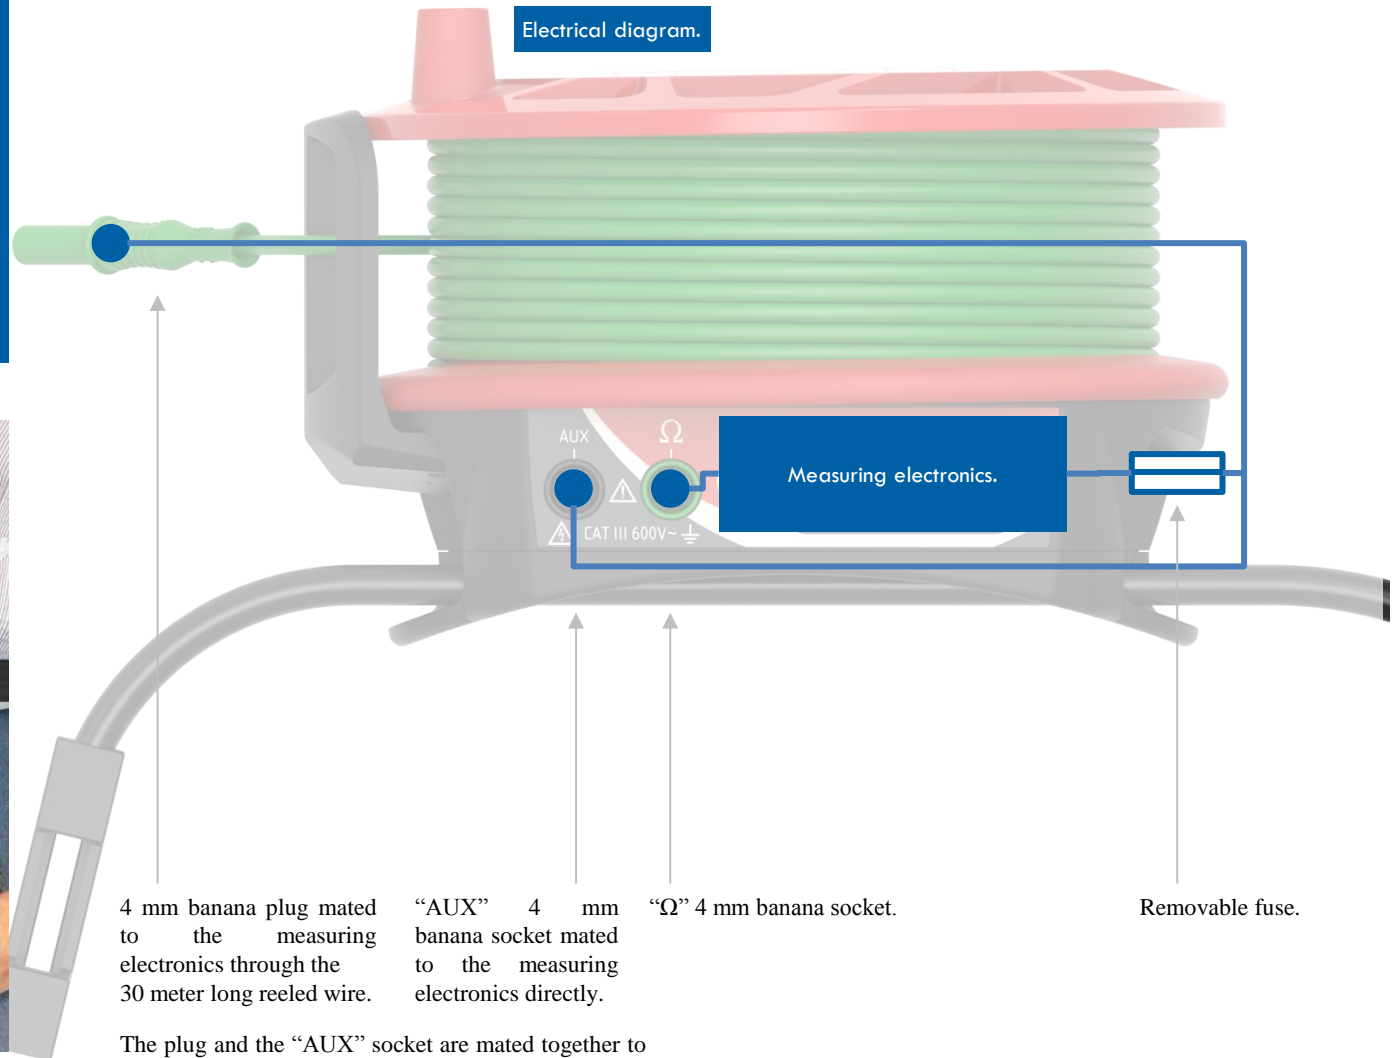 Electrical diagram.
AUX
Ω
Measuring electronics.
CAT III 600V~
4 mm banana plug mated
to the measuring
electronics through the
30 meter long reeled wire.
“AUX” 4 mm
banana socket mated
to the measuring
electronics directly.
“Ω” 4 mm banana socket.
Removable fuse.
The plug and the “AUX” socket are mated together to